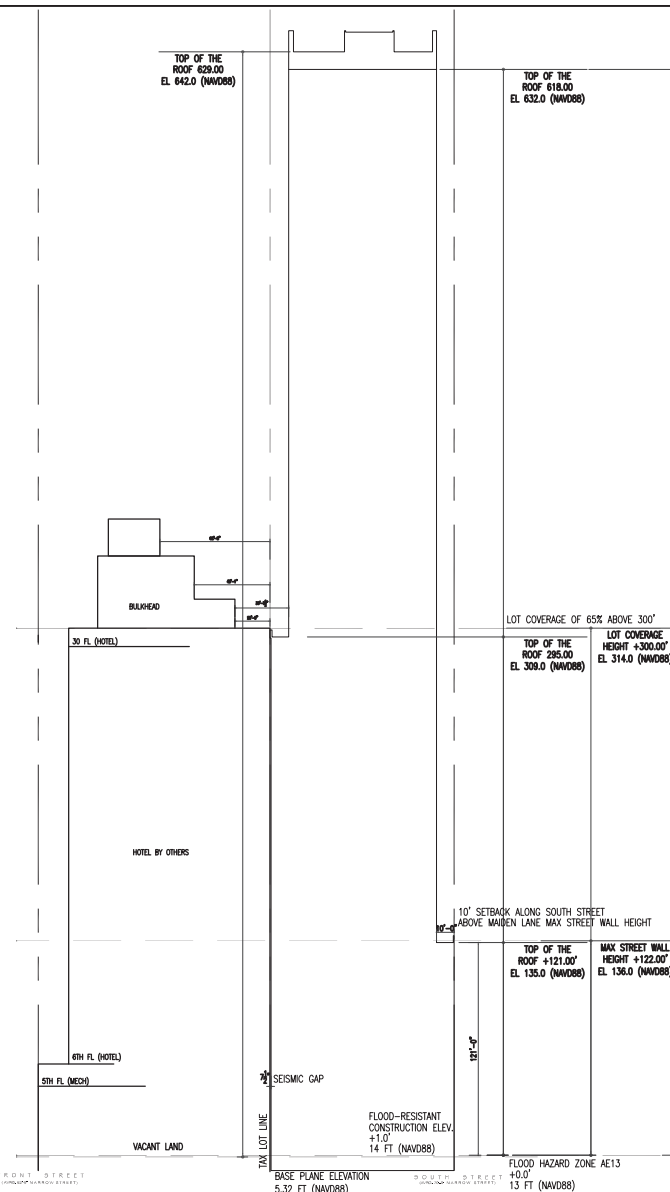 TOP OF THE
ROOF 629.00
EL 642.0 (NAVD88)
TOP OF THE
ROOF 618.00
EL 632.0 (NAVD88)
BULKHEAD
LOT COVERAGE OF 65% ABOVE 300'
30 FL (HOTEL)
TOP OF THE
ROOF 295.00
EL 309.0 (NAVD88)
LOT COVERAGE
HEIGHT +300.00'
EL 314.0 (NAVD88)
HOTEL BY OTHERS
10' SETBACK ALONG SOUTH STREET
ABOVE MAIDEN LANE MAX STREET WALL HEIGHT
10'-0"
TOP OF THE
ROOF +121.00'
EL 135.0 (NAVD88)
MAX STREET WALL
HEIGHT +122.00'
EL 136.0 (NAVD88)
121'-0"
6TH FL (HOTEL)
5TH FL (MECH)
7½" SEISMIC GAP
TAX LOT LINE
VACANT LAND
FLOOD-RESISTANT
CONSTRUCTION ELEV.
+1.0'
14 FT (NAVD88)
RONT STREET
BASE PLANE ELEVATION
5.32 FT (NAVD88)
SOUTH STREET
FLOOD HAZARD ZONE AE13
+0.0'
13 FT (NAVD88)